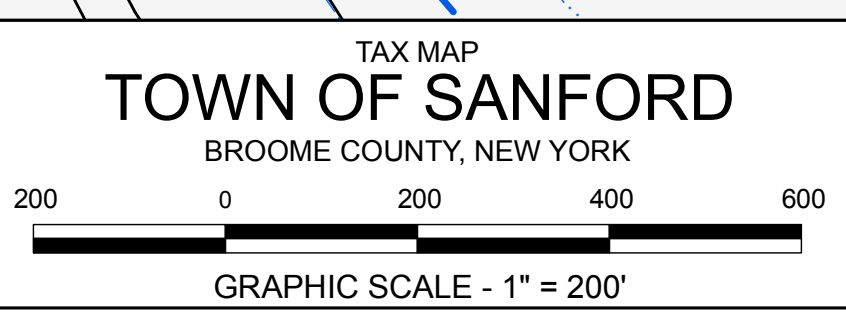 TAX MAP
TOWN OF SANFORD
BROOME COUNTY, NEW YORK
200 0 200 400 600
GRAPHIC SCALE - 1" = 200'